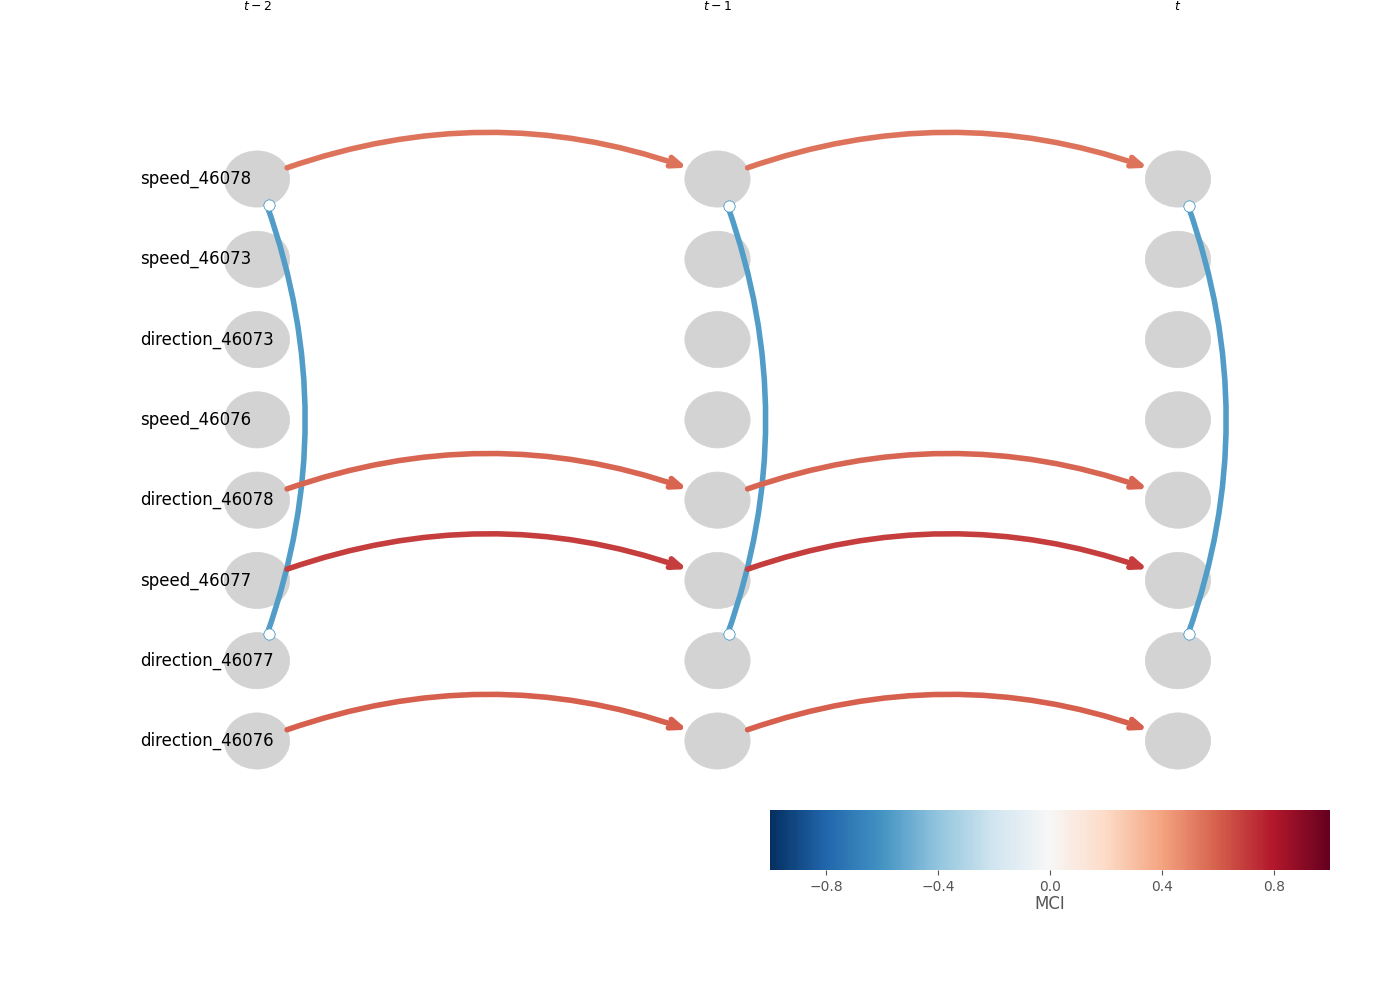 t − 2 t − 1 t
speed_46078
speed_46073
direction_46073
speed_46076
direction_46078
speed_46077
direction_46077
direction_46076
−0.8 −0.4 0.0 0.4 0.8
MCI